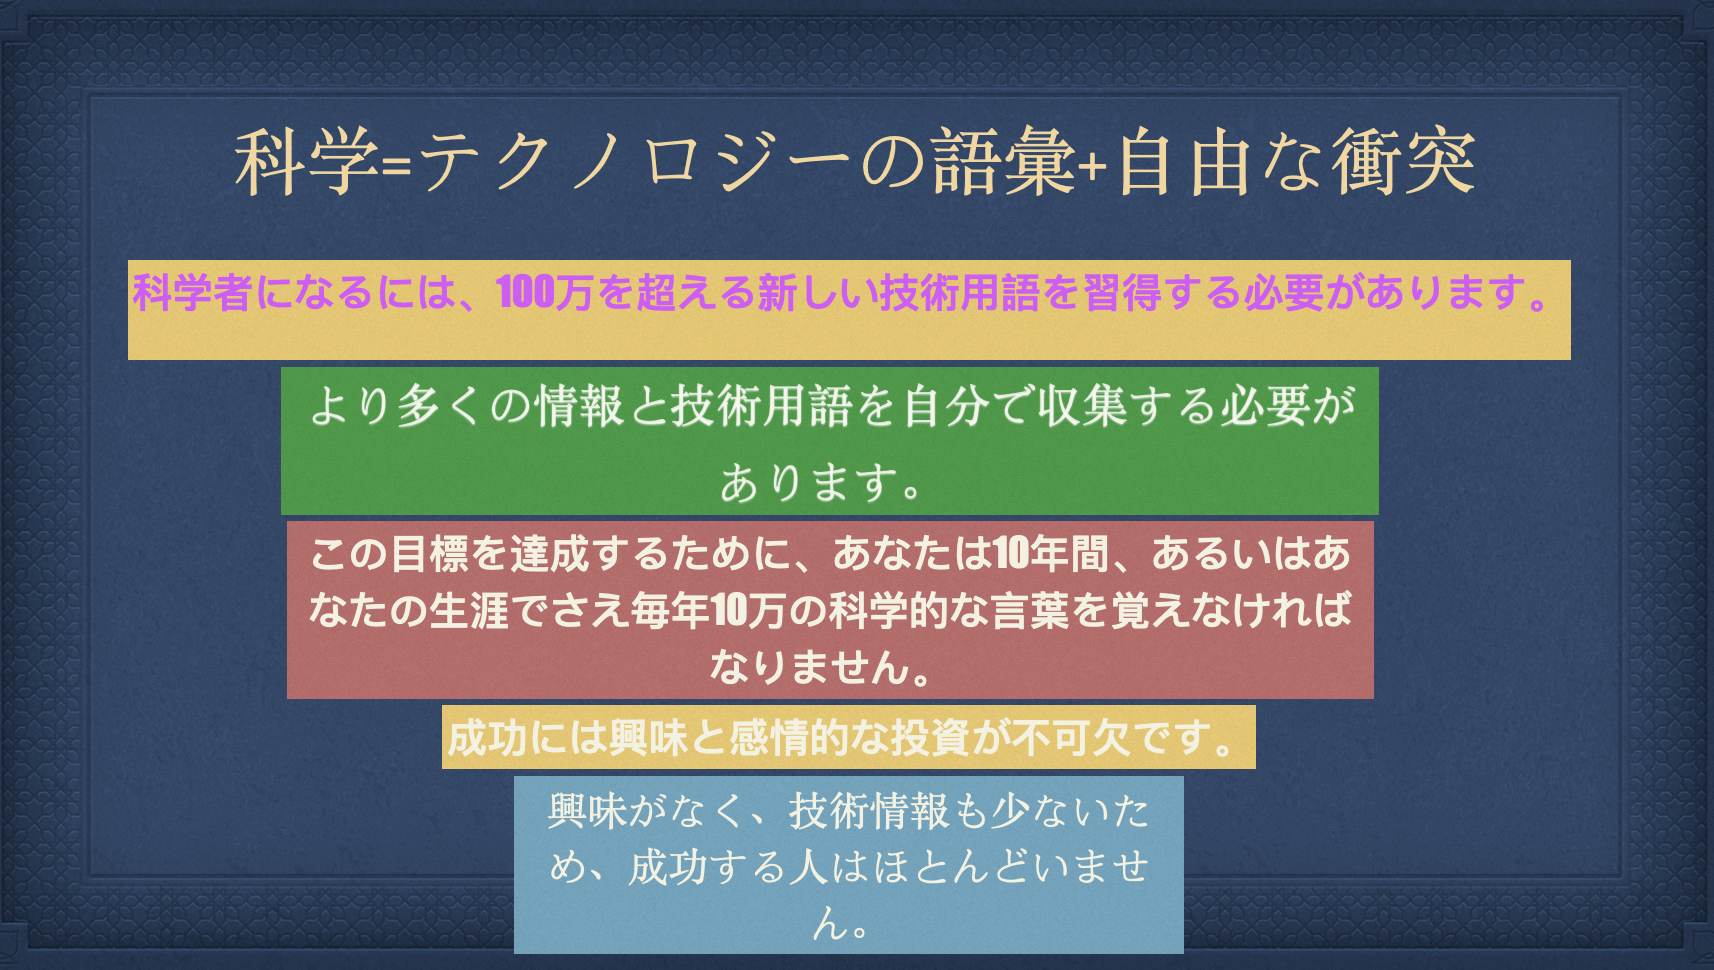 科学=テクノロジーの語彙+自由な衝突
科学者になるには、100万を超える新しい技術用語を習得する必要があります。
より多くの情報と技術用語を自分で収集する必要が
あります。
この目標を達成するために、あなたは10年間、あるいはあ
なたの生涯でさえ毎年10万の科学的な言葉を覚えなければ
なりません。
成功には興味と感情的な投資が不可欠です。
興味がなく、技術情報も少ないた
め、成功する人はほとんどいませ
ん。